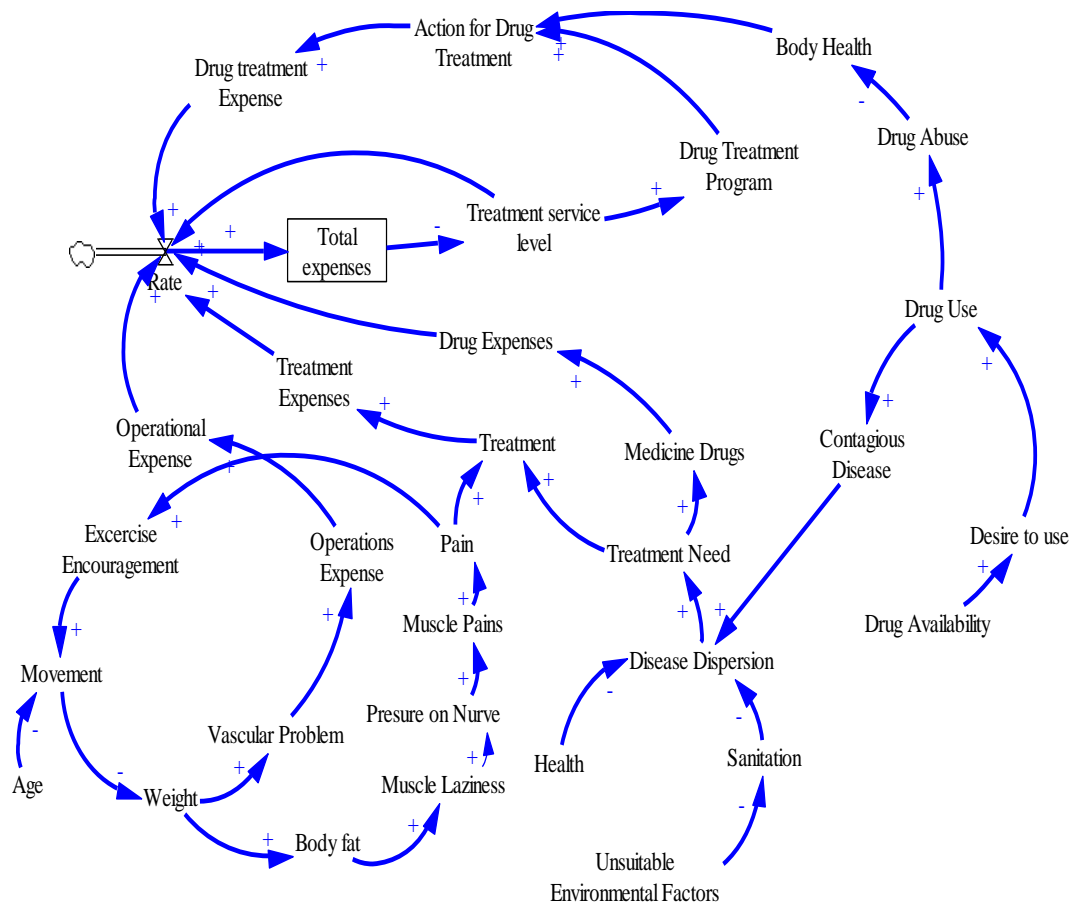 Action for Drug
Treatment
+
+
Body Health
Drug treatment
Expense
+
-
Drug Abuse
Drug Treatment
Program
+
+
Treatment service
level
+
+
-
Total
expenses
+
Rate
+
+
Drug Use
+
Drug Expenses
+
Treatment
Expenses
+
+
+
Operational
Expense
+
Treatment
Medicine Drugs
Contagious
Disease
+
+
+
+
+
Excercise
Encouragement
Operations
Expense
Pain
Treatment Need
Desire to use
+
+
+
+
+
+
Muscle Pains
Drug Availability
+
Movement
Disease Dispersion
+
-
-
-
Presure on Nurve
Vascular Problem
+
Health
Sanitation
-
+
Age
Weight
Muscle Laziness
-
+
+
Body fat
Unsuitable
Environmental Factors